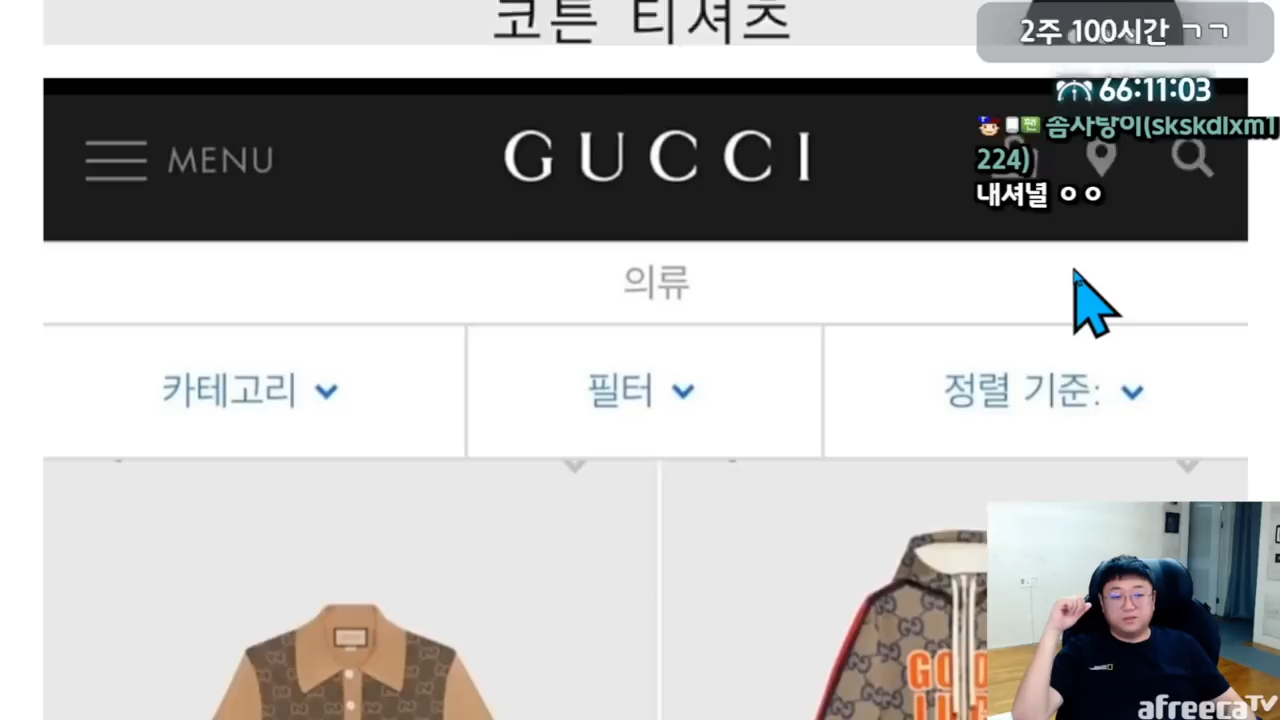 코튼 티셔츠
2주 100시간 ㄱㄱ
66:11:03
팬 솜사탕이(skskdlxm1
224)
내셔널 ㅇㅇ
MENU
GUCCI
의류
카테고리
필터
정렬 기준:
afreecaTV